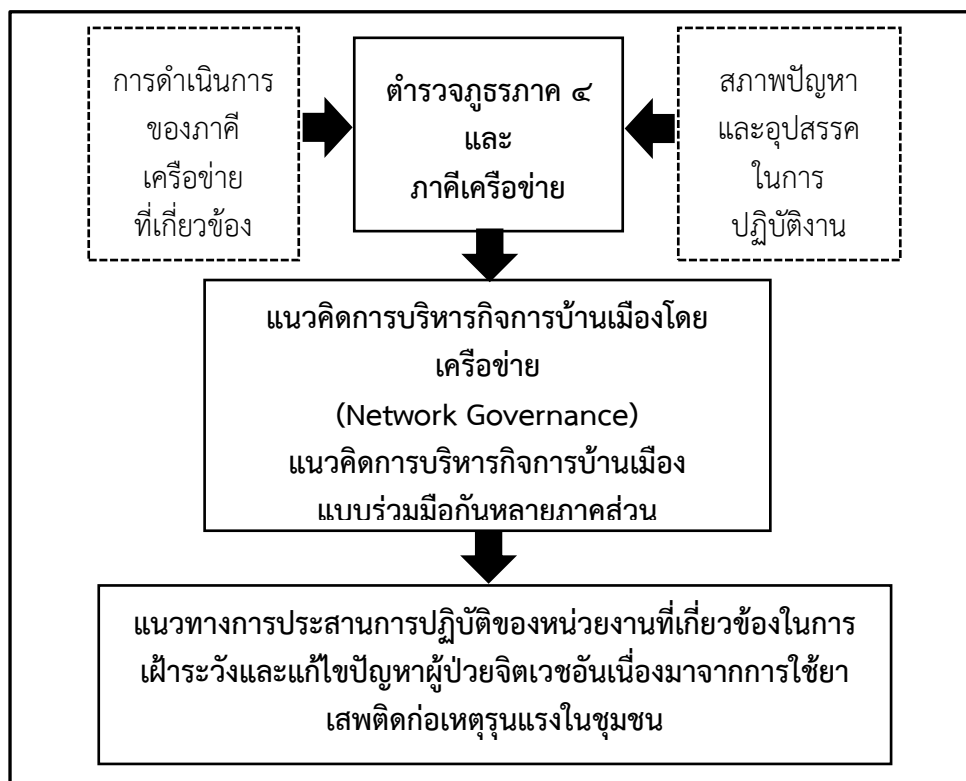 การดำเนินการ
ของภาคี
เครือข่าย
ที่เกี่ยวข้อง
ตำรวจภูธรภาค ๔
และ
ภาคีเครือข่าย
สภาพปัญหา
และอุปสรรค
ในการ
ปฏิบัติงาน
แนวคิดการบริหารกิจการบ้านเมืองโดย
เครือข่าย
(Network Governance)
แนวคิดการบริหารกิจการบ้านเมือง
แบบร่วมมือกันหลายภาคส่วน
แนวทางการประสานการปฏิบัติของหน่วยงานที่เกี่ยวข้องในการ
เฝ้าระวังและแก้ไขปัญหาผู้ป่วยจิตเวชอันเนื่องมาจากการใช้ยา
เสพติดก่อเหตุรุนแรงในชุมชน